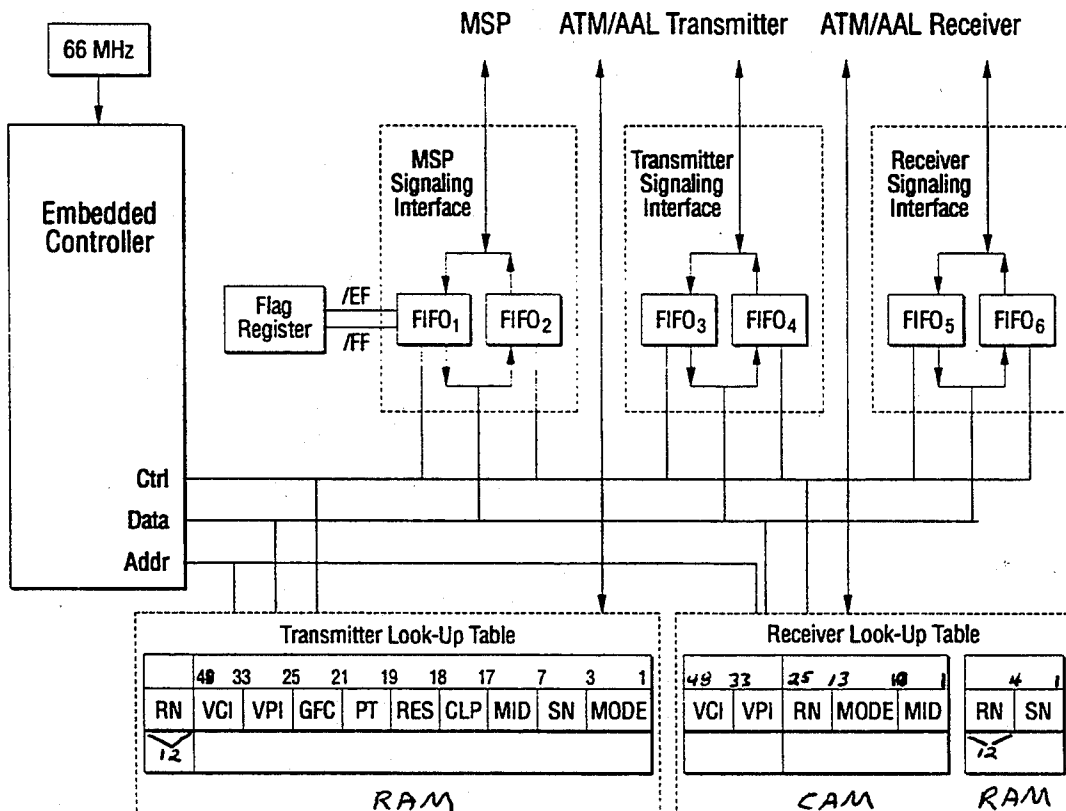 MSP ATM/AAL Transmitter ATM/AAL Receiver
66 MHz
Embedded
Controller
MSP
Signaling
Interface
Transmitter
Signaling
Interface
Receiver
Signaling
Interface
Flag
Register
/EF
/FF
FIFO1 FIFO2 FIFO3 FIFO4 FIFO5 FIFO6
Ctrl
Data
Addr
Transmitter Look-Up Table
33 25 21 19 18 17 7 3 1
RN VCI VPI GFC PT RES CLP MID SN MODE
12
RAM
Receiver Look-Up Table
48 33 25 13 1
VCI VPI RN MODE MID
CAM
4 1
RN SN
12
RAM